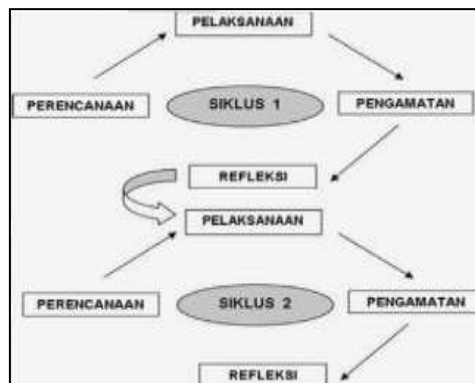 PELAKSANAAN
PERENCANAAN
SIKLUS 1
PENGAMATAN
REFLEKSI
PELAKSANAAN
PERENCANAAN
SIKLUS 2
PENGAMATAN
REFLEKSI